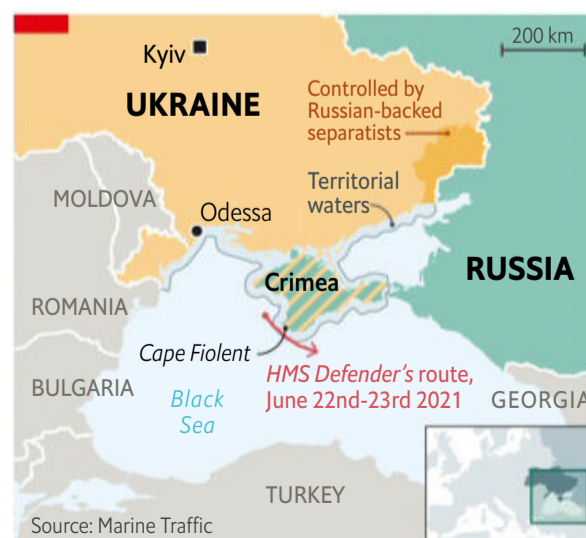 200 km
Kyiv
UKRAINE
Controlled by
Russian-backed
separatists
MOLDOVA
Territorial
waters
Odessa
RUSSIA
Crimea
ROMANIA
Cape Fiolent
HMS Defender's route,
June 22nd-23rd 2021
BULGARIA
Black
Sea
GEORGIA
TURKEY
Source: Marine Traffic